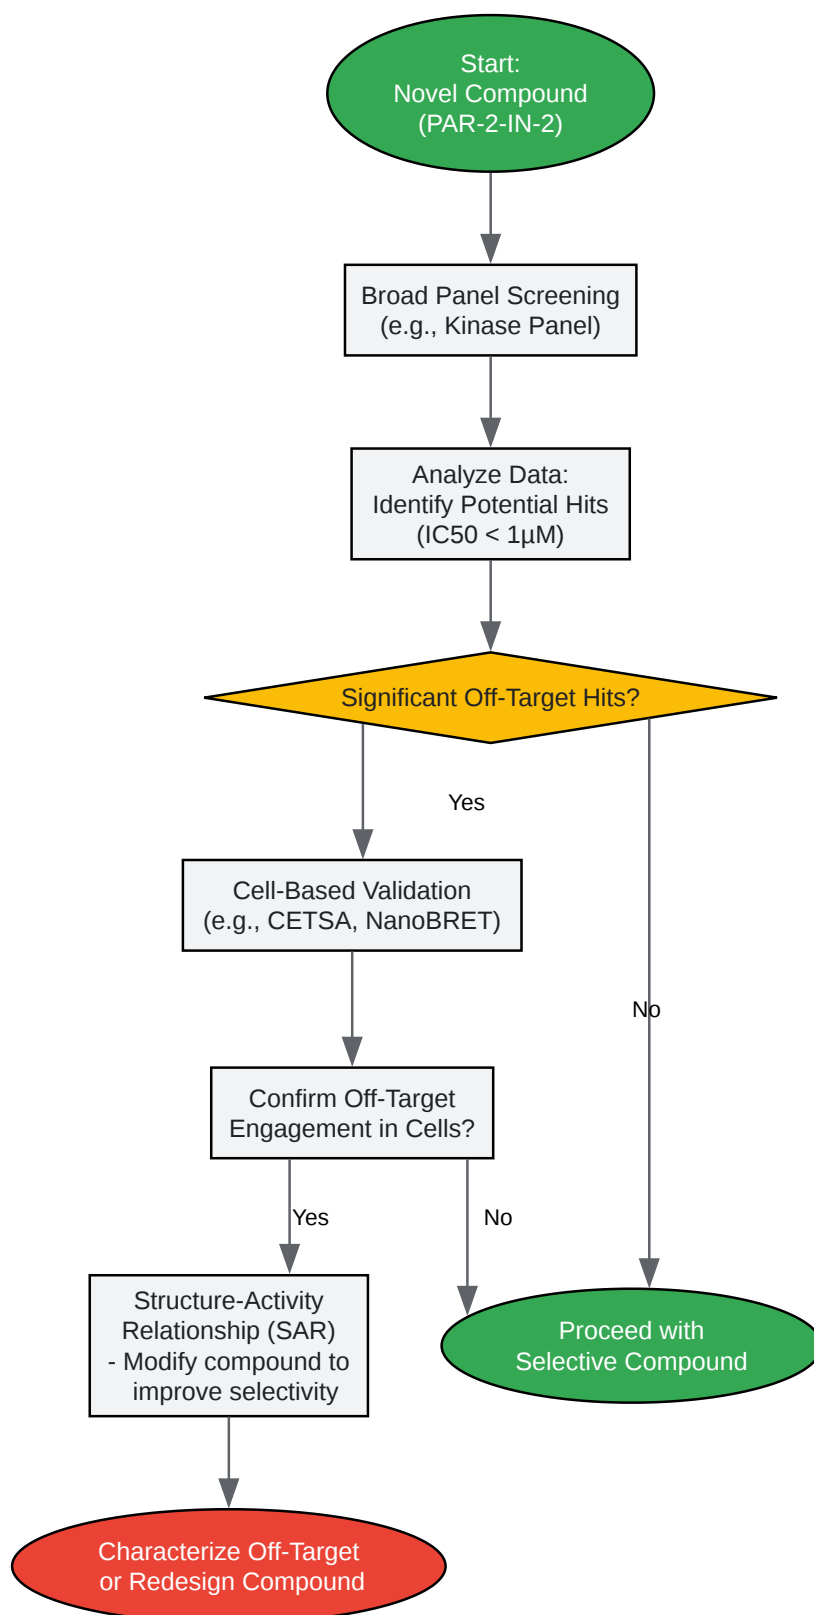 Start:
Novel Compound
(PAR-2-IN-2)
Broad Panel Screening
(e.g., Kinase Panel)
Analyze Data:
Identify Potential Hits
(IC50 < 1µM)
Significant Off-Target Hits?
Yes
Cell-Based Validation
(e.g., CETSA, NanoBRET)
No
Confirm Off-Target
Engagement in Cells?
Yes
No
Structure-Activity
Relationship (SAR)
- Modify compound to
improve selectivity
Proceed with
Selective Compound
Characterize Off-Target
or Redesign Compound